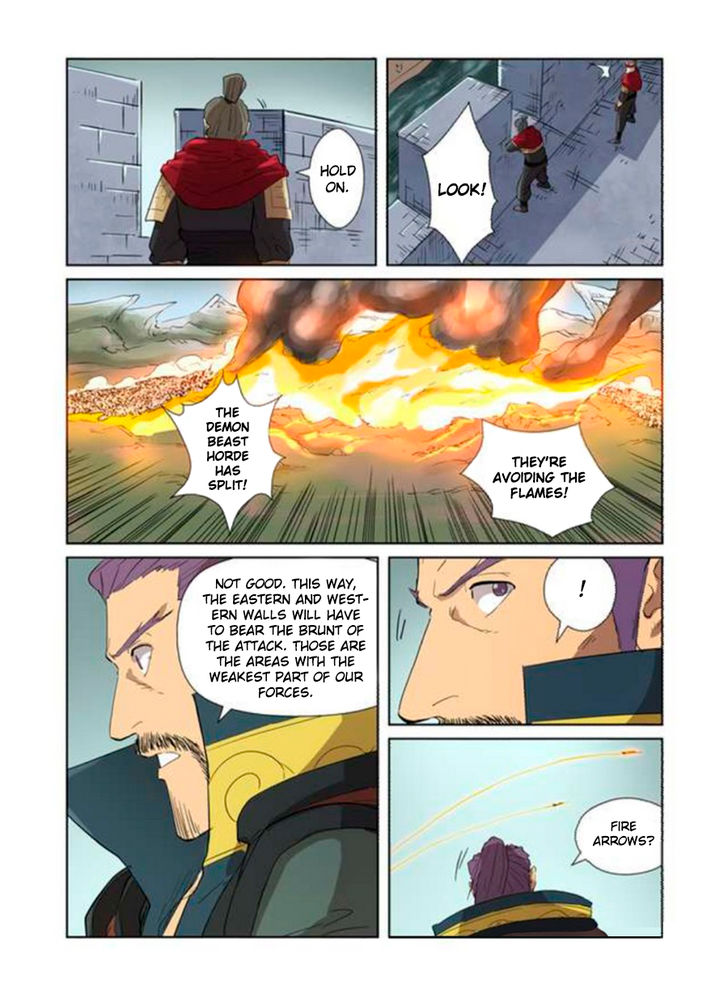 HOLD
ON.
LOOK!
THE
DEMON
BEAST
HORDE
HAS
SPLIT!
THEY'RE
AVOIDING THE
FLAMES!
NOT GOOD. THIS WAY,
THE EASTERN AND WEST-
ERN WALLS WILL HAVE
TO BEAR THE BRUNT OF
THE ATTACK. THOSE
ARE THE AREAS WITH THE
WEAKEST PART OF OUR
FORCES.
!
FIRE
ARROWS?